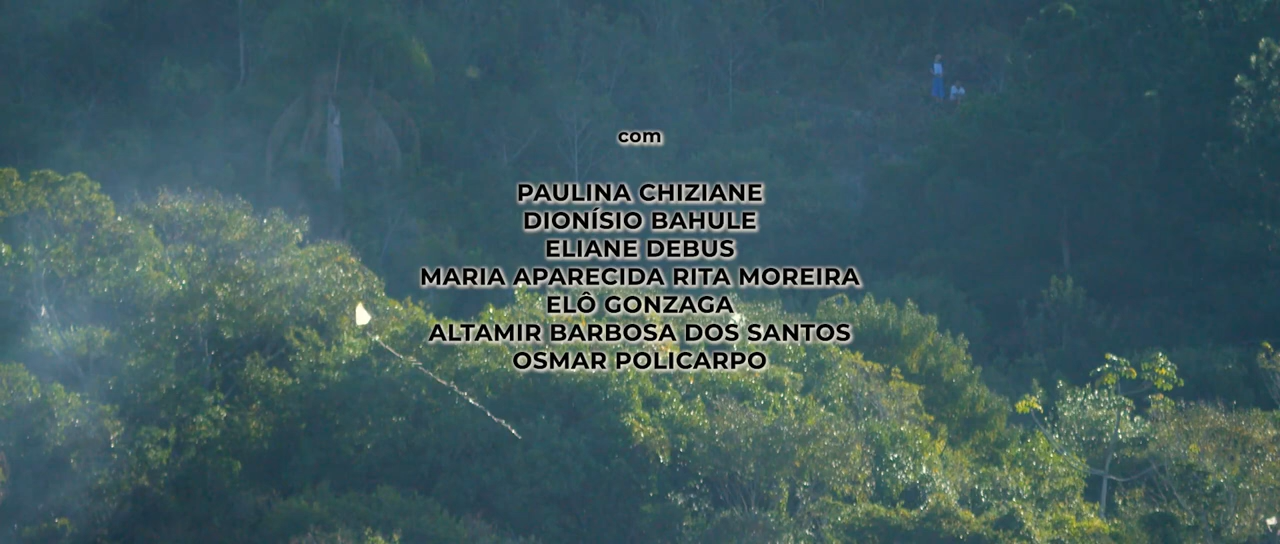 com
PAULINA CHIZIANE
DIONÍSIO BAHULE
ELIANE DEBUS
MARIA APARECIDA RITA MOREIRA
ELÔ GONZAGA
ALTAMIR BARBOSA DOS SANTOS
OSMAR POLICARPO